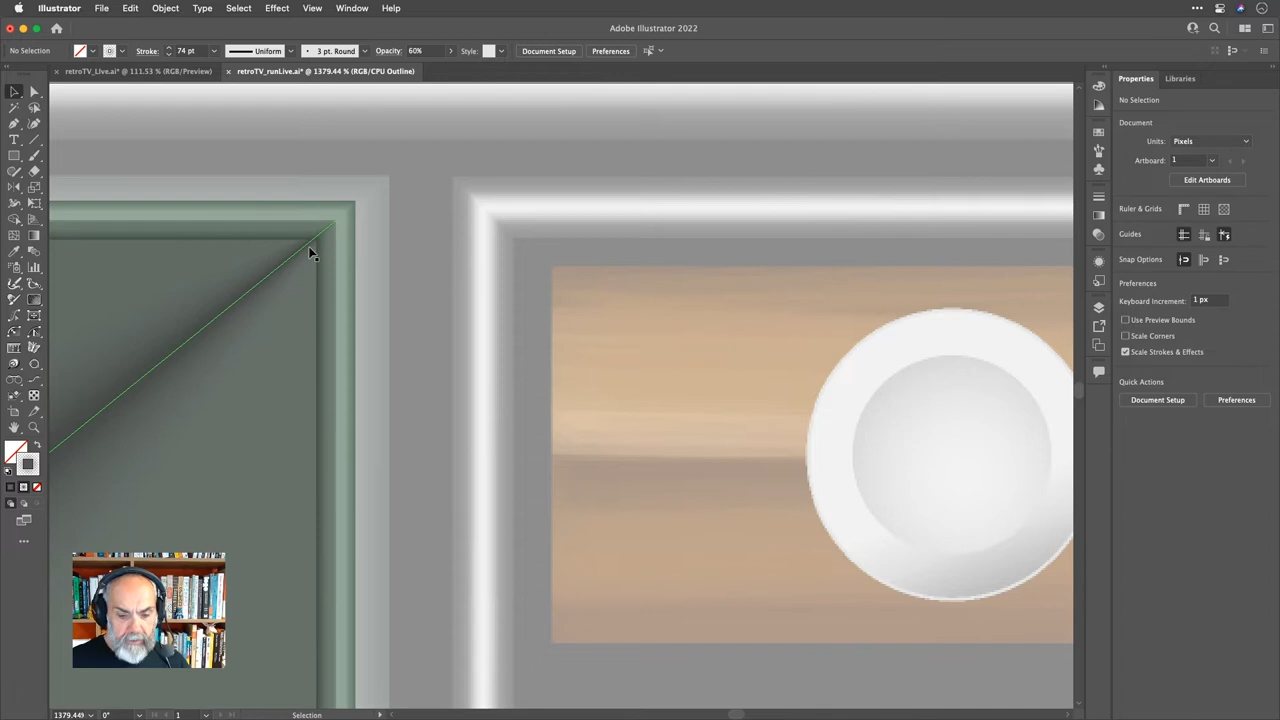 Illustrator File Edit Object Type Select Effect View Window Help
Adobe Illustrator 2022
No Selection Stroke: 74 pt Uniform 3 pt. Round Opacity: 60% Style: Document Setup Preferences
× retroTV_LIve.ai* @ 111.53 % (RGB/Preview) × retroTV_runLive.ai* @ 1379.44 % (RGB/CPU Outline)
Properties Libraries
No Selection
Document
Units: Pixels
Artboard: 1
Edit Artboards
Ruler & Grids
Guides
Snap Options
Preferences
Keyboard Increment: 1 px
Use Preview Bounds
Scale Corners
Scale Strokes & Effects
Quick Actions
Document Setup Preferences
1379.449 0° 1 Selection